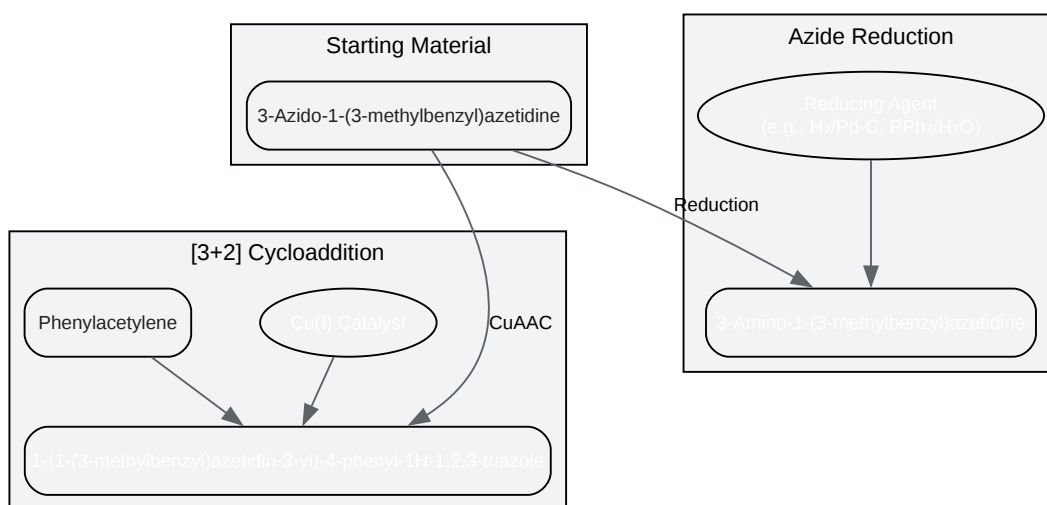 Starting Material
3-Azido-1-(3-methylbenzyl)azetidine
Azide Reduction
Reducing Agent
(e.g., H₂/Pd-C, PPh₃/H₂O)
Reduction
3-Amino-1-(3-methylbenzyl)azetidine
[3+2] Cycloaddition
Phenylacetylene
Cu(I) Catalyst
CuAAC
1-(1-(3-methylbenzyl)azetidin-3-yl)-4-phenyl-1H-1,2,3-triazole